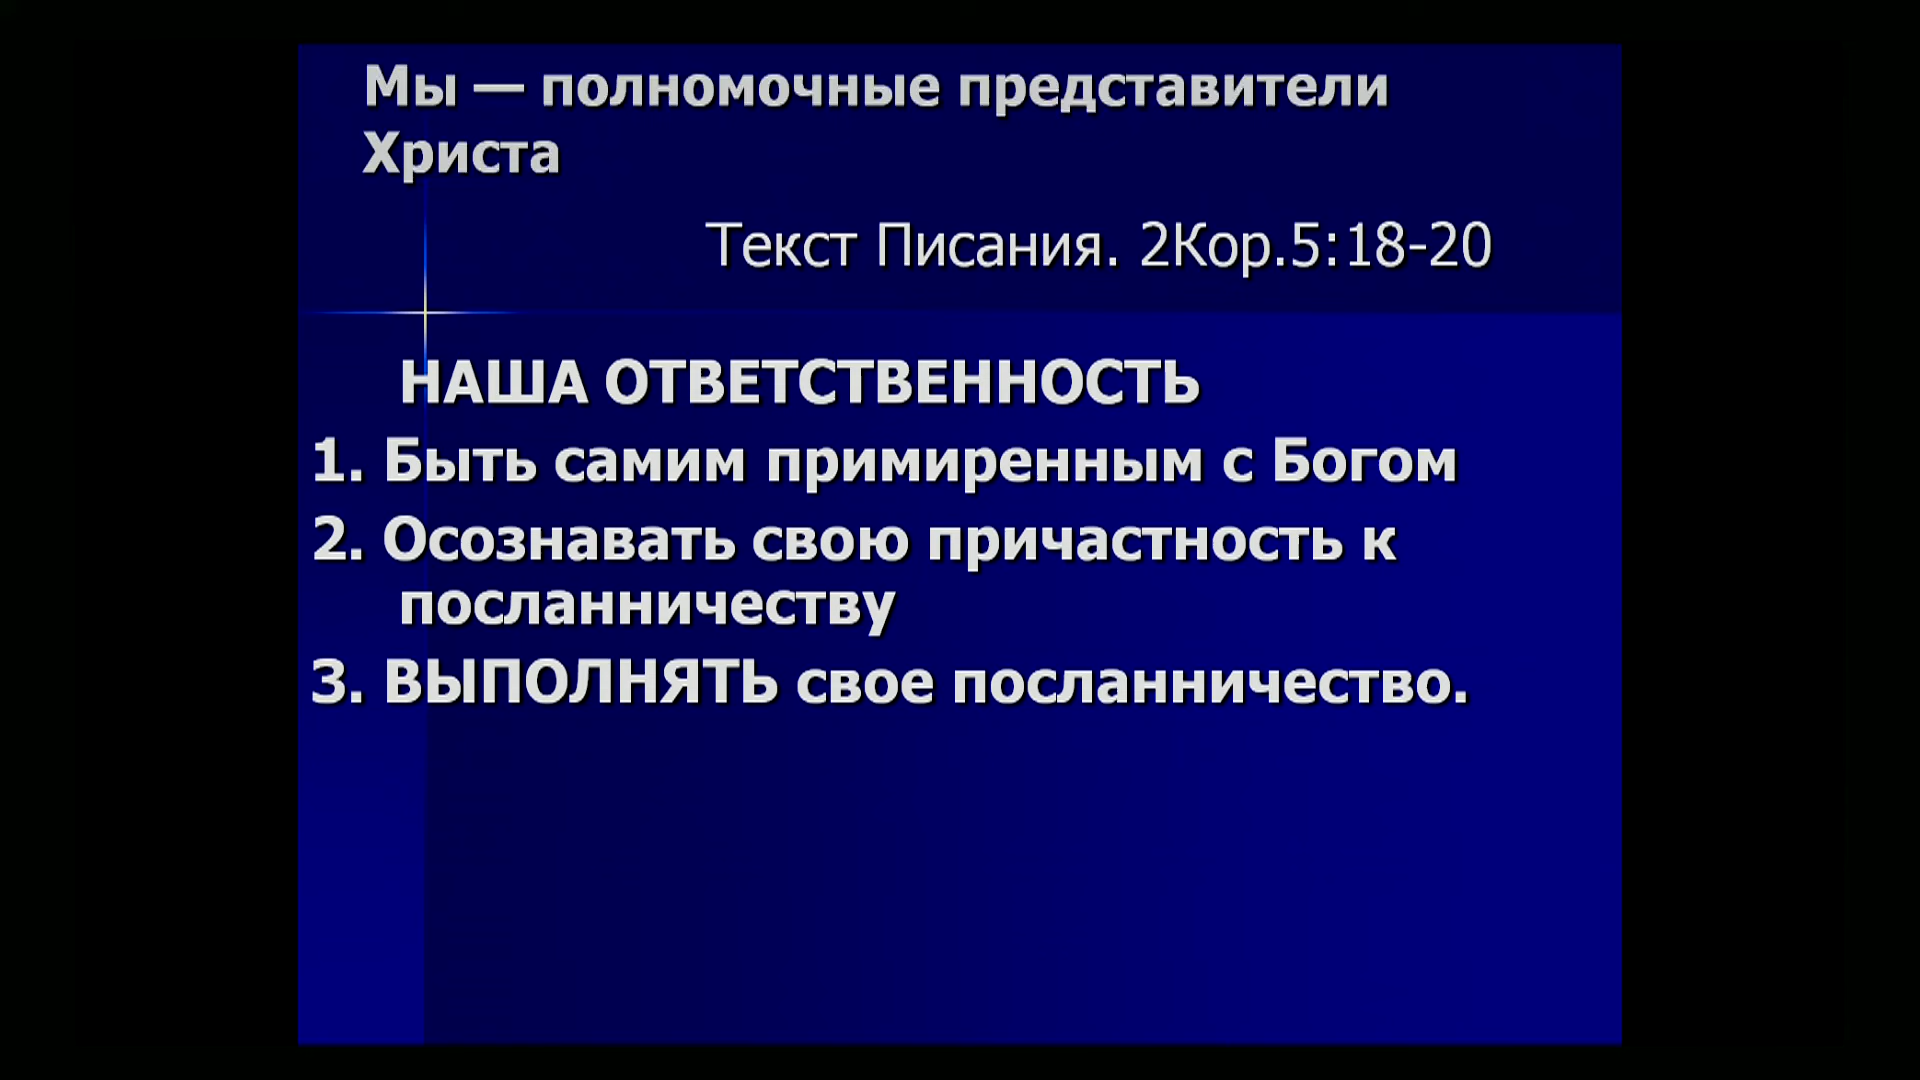 Мы — полномочные представители
Христа
Текст Писания. 2Кор.5:18-20
НАША ОТВЕТСТВЕННОСТЬ
1. Быть самим примиренным с Богом
2. Осознавать свою причастность к
посланничеству
3. ВЫПОЛНЯТЬ свое посланничество.